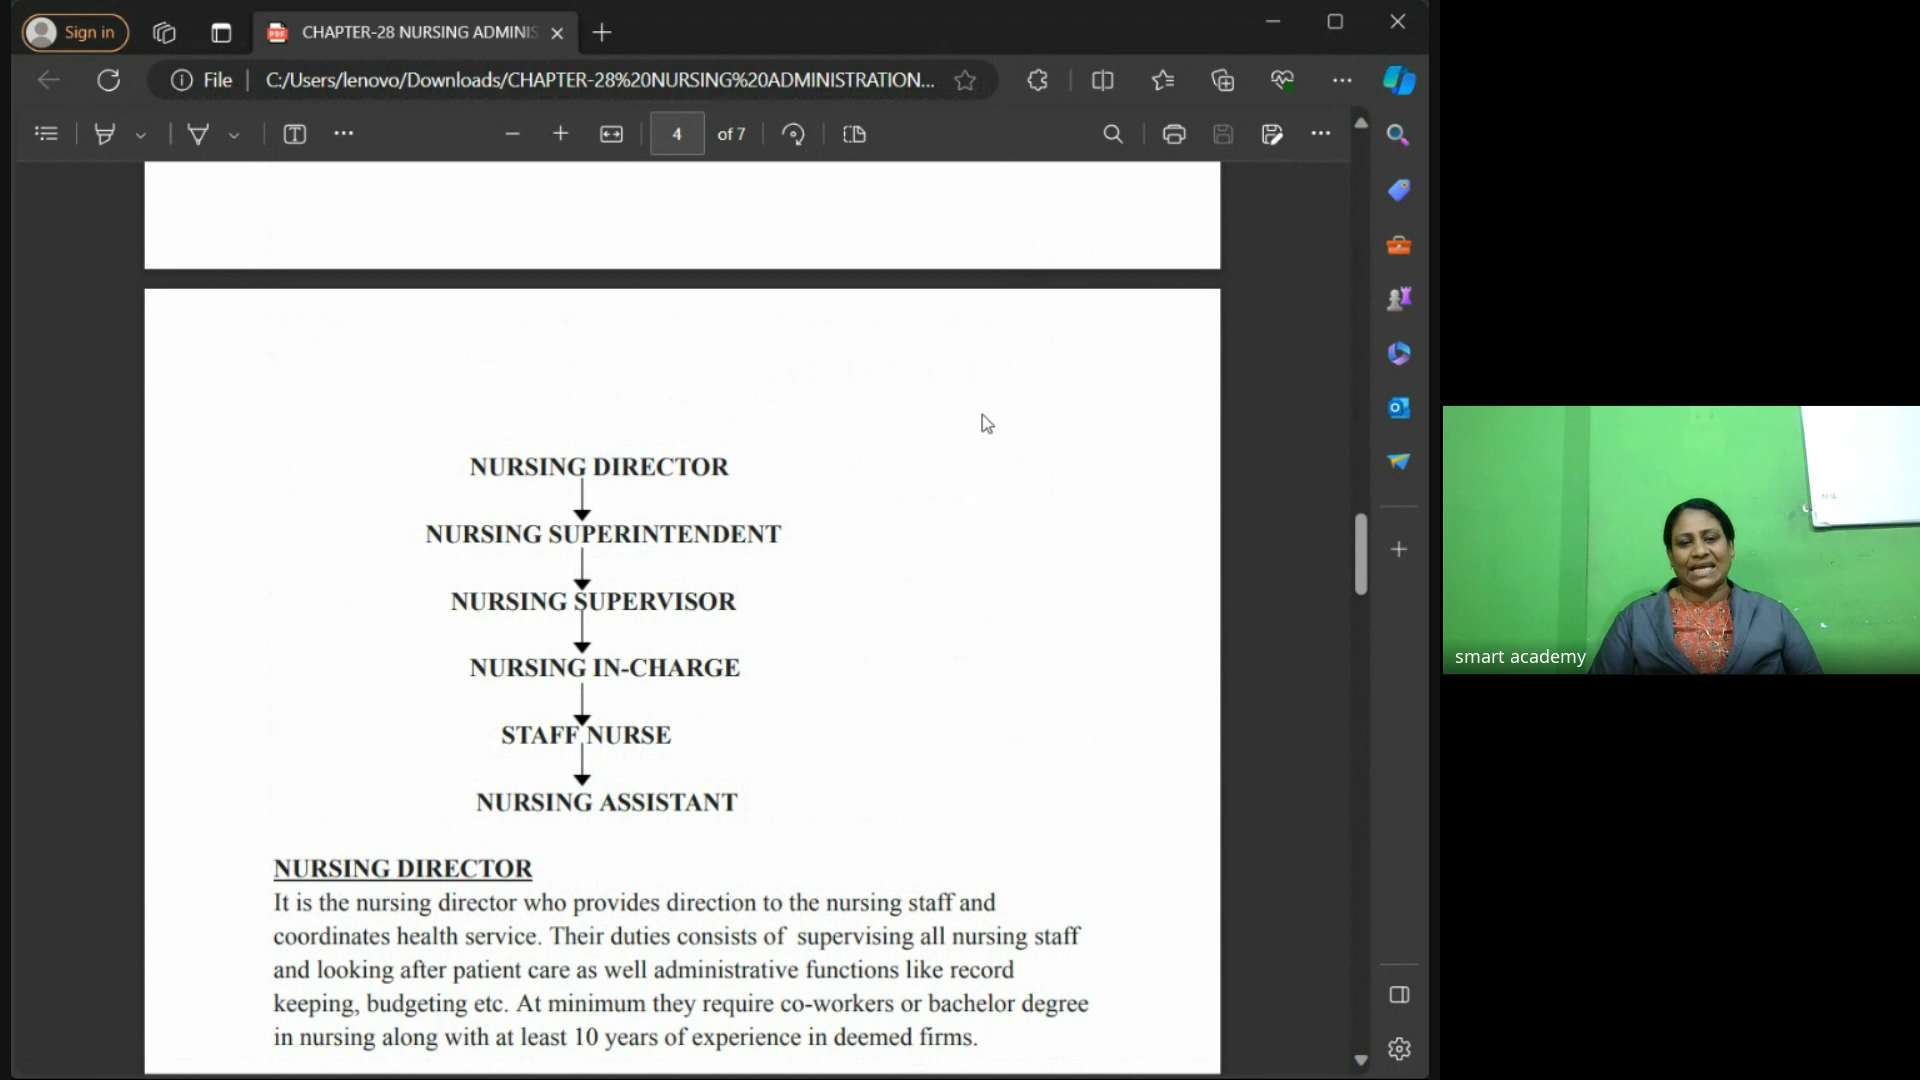 Sign in
CHAPTER-28 NURSING ADMINIS
File
C:/Users/lenovo/Downloads/CHAPTER-28%20NURSING%20ADMINISTRATION...
4 of 7
NURSING DIRECTOR
NURSING SUPERINTENDENT
NURSING SUPERVISOR
NURSING IN-CHARGE
STAFF NURSE
NURSING ASSISTANT
NURSING DIRECTOR
It is the nursing director who provides direction to the nursing staff and
coordinates health service. Their duties consists of supervising all nursing staff
and looking after patient care as well administrative functions like record
keeping, budgeting etc. At minimum they require co-workers or bachelor degree
in nursing along with at least 10 years of experience in deemed firms.
smart academy